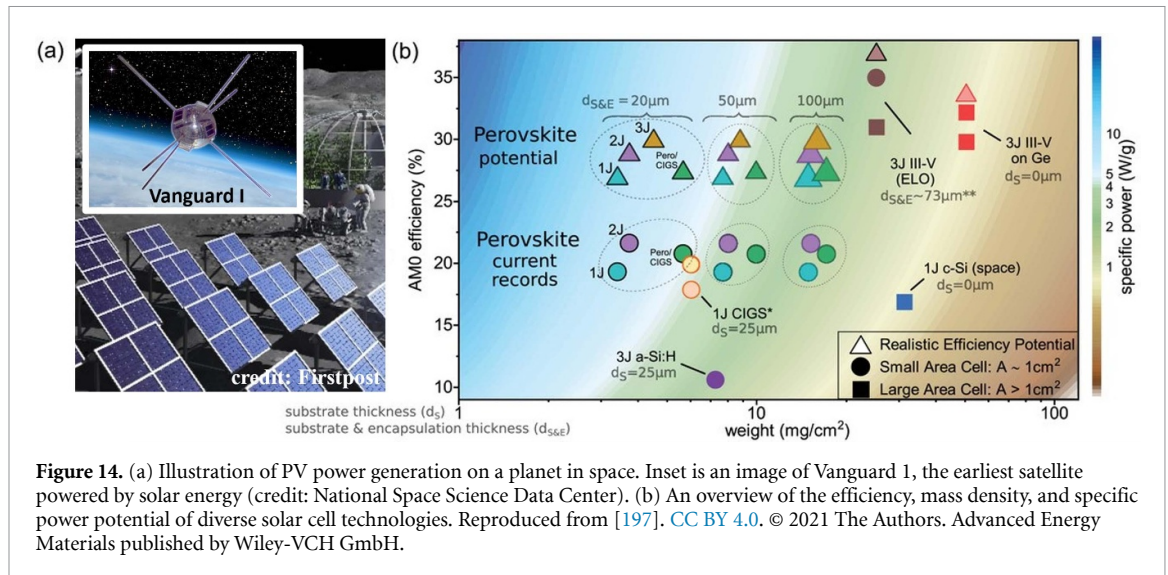 (a)
Vanguard I
credit: Firstpost
(b)
AM0 efficiency (%)
35
30
25
20
15
10
d_S&E = 20μm
50μm
100μm
Perovskite
potential
3J
2J
1J
Pero/
CIGS
Perovskite
current
records
2J
1J
Pero/
CIGS
1J CIGS*
d_S=25μm
3J a-Si:H
d_S=25μm
3J III-V
(ELO)
d_S&E~73μm**
3J III-V
on Ge
d_S=0μm
1J c-Si (space)
d_S=0μm
Realistic Efficiency Potential
Small Area Cell: A ~ 1cm²
Large Area Cell: A > 1cm²
1
10
100
weight (mg/cm²)
substrate thickness (d_S)
substrate & encapsulation thickness (d_S&E)
10
5
4
3
2
1
specific power (W/g)
Figure 14. (a) Illustration of PV power generation on a planet in space. Inset is an image of Vanguard 1, the earliest satellite
powered by solar energy (credit: National Space Science Data Center). (b) An overview of the efficiency, mass density, and specific
power potential of diverse solar cell technologies. Reproduced from [197]. CC BY 4.0. © 2021 The Authors. Advanced Energy
Materials published by Wiley-VCH GmbH.